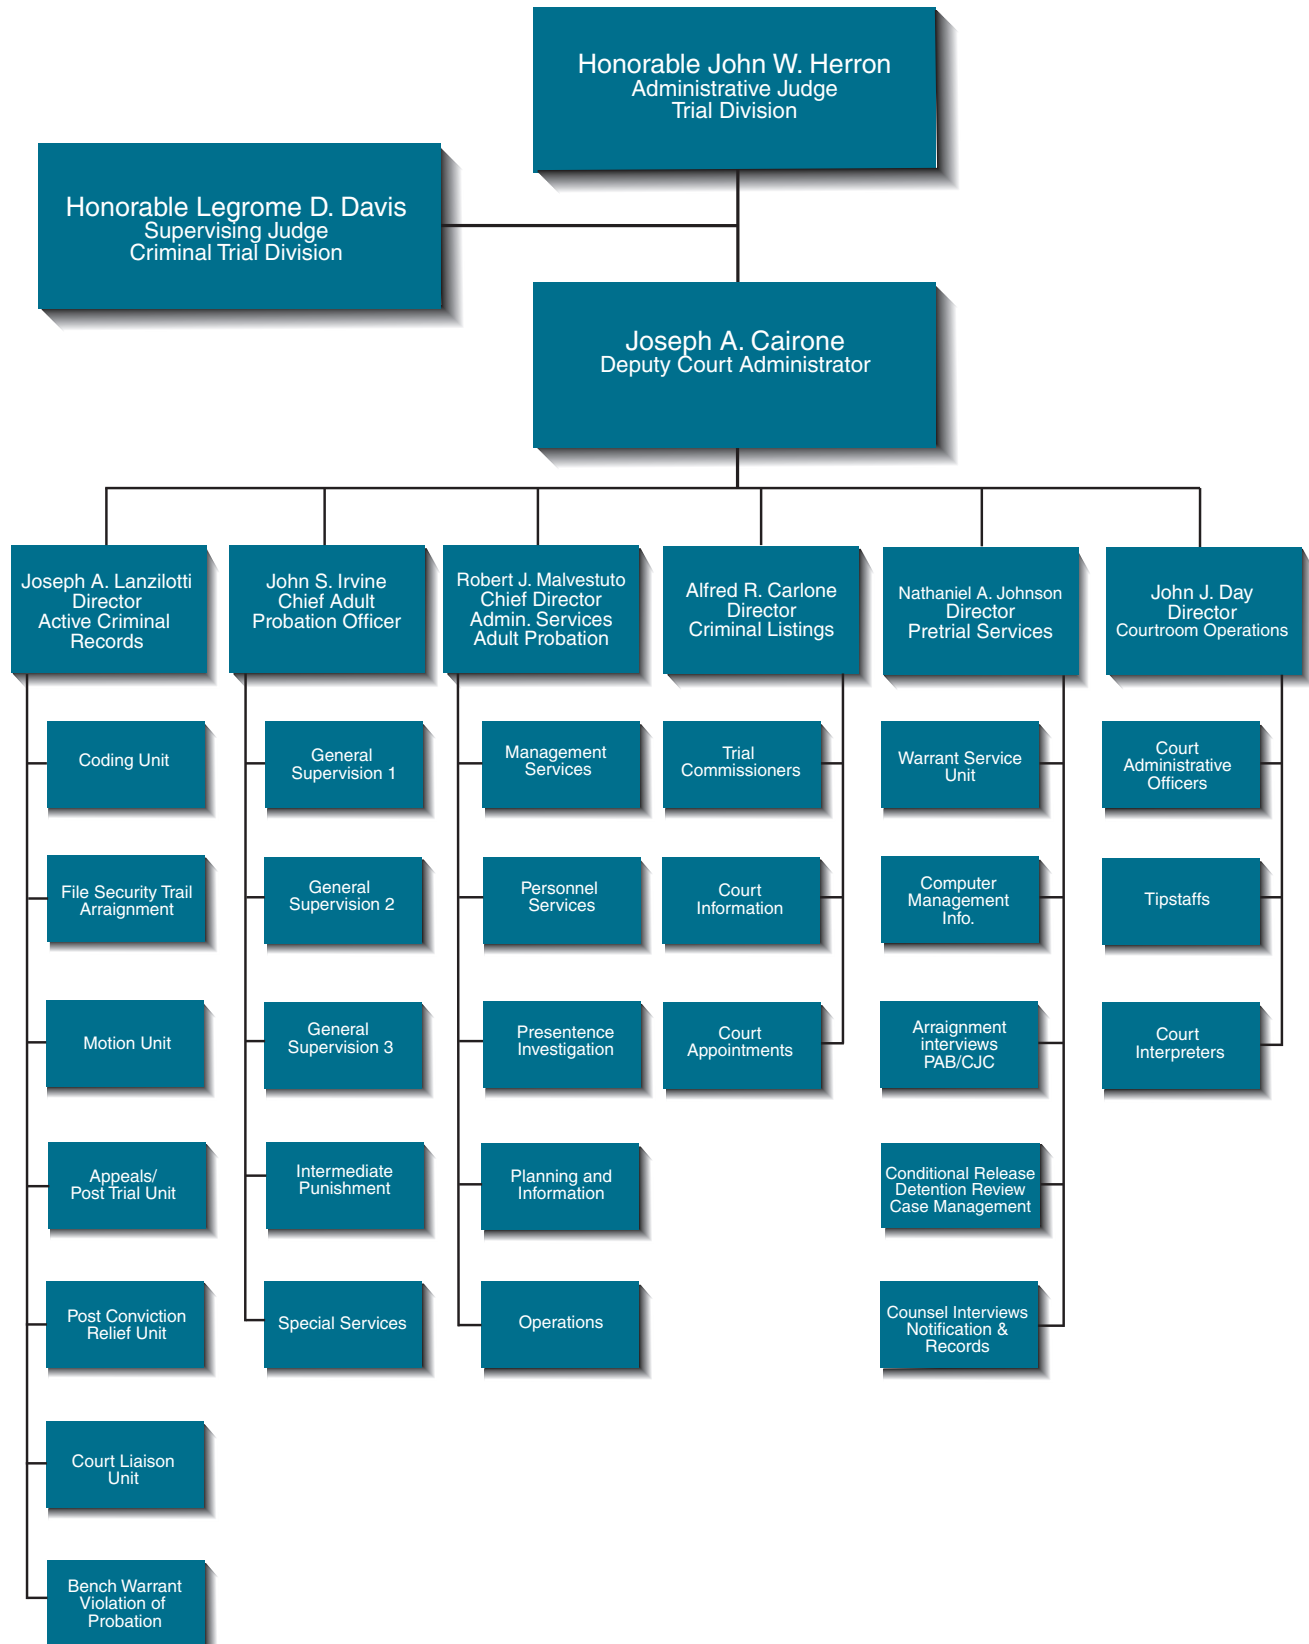 Honorable John W. Herron
Administrative Judge
Trial Division
Honorable Legrome D. Davis
Supervising Judge
Criminal Trial Division
Joseph A. Cairone
Deputy Court Administrator
Joseph A. Lanzilotti
Director
Active Criminal
Records
John S. Irvine
Chief Adult
Probation Officer
Robert J. Malvestuto
Chief Director
Admin. Services
Adult Probation
Alfred R. Carlone
Director
Criminal Listings
Nathaniel A. Johnson
Director
Pretrial Services
John J. Day
Director
Courtroom Operations
Coding Unit
General
Supervision 1
Management
Services
Trial
Commissioners
Warrant Service
Unit
Court
Administrative
Officers
File Security Trail
Arraignment
General
Supervision 2
Personnel
Services
Court
Information
Computer
Management
Info.
Tipstaffs
Motion Unit
General
Supervision 3
Presentence
Investigation
Court
Appointments
Arraignment
interviews
PAB/CJC
Court
Interpreters
Appeals/
Post Trial Unit
Intermediate
Punishment
Planning and
Information
Conditional Release
Detention Review
Case Management
Post Conviction
Relief Unit
Special Services
Operations
Counsel Interviews
Notification &
Records
Court Liaison
Unit
Bench Warrant
Violation of
Probation